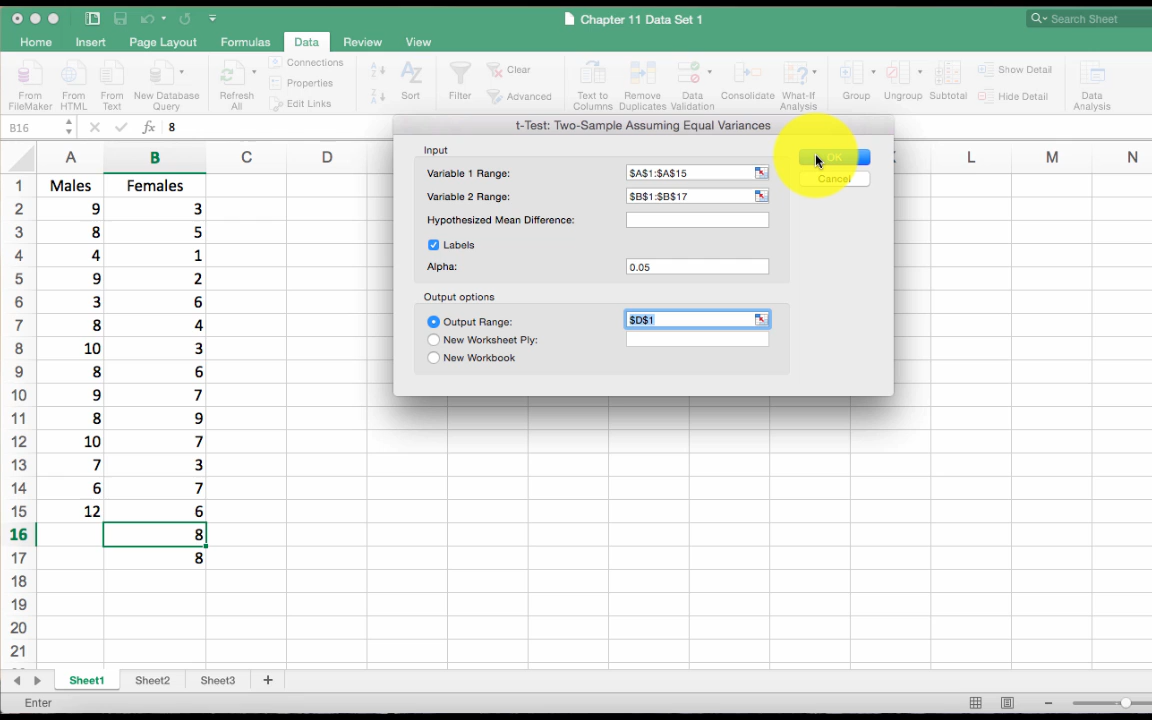 Chapter 11 Data Set 1
Search Sheet
Home Insert Page Layout Formulas Data Review View
From FileMaker
From HTML
From Text
New Database Query
Refresh All
Connections
Properties
Edit Links
Sort
Filter
Clear
Advanced
Text to Columns
Remove Duplicates
Data Validation
Consolidate
What-If Analysis
Group
Ungroup
Subtotal
Show Detail
Hide Detail
Data Analysis
B16 fx 8
t-Test: Two-Sample Assuming Equal Variances
Input
Variable 1 Range: $A$1:$A$15
Variable 2 Range: $B$1:$B$17
Hypothesized Mean Difference:
Labels
Alpha: 0.05
Output options
Output Range: $D$1
New Worksheet Ply:
New Workbook
OK
Cancel
A B C D L M N
1 Males Females
2 9 3
3 8 5
4 4 1
5 9 2
6 3 6
7 8 4
8 10 3
9 8 6
10 9 7
11 8 9
12 10 7
13 7 3
14 6 7
15 12 6
16 8
17 8
18
19
20
21
Sheet1 Sheet2 Sheet3 +
Enter